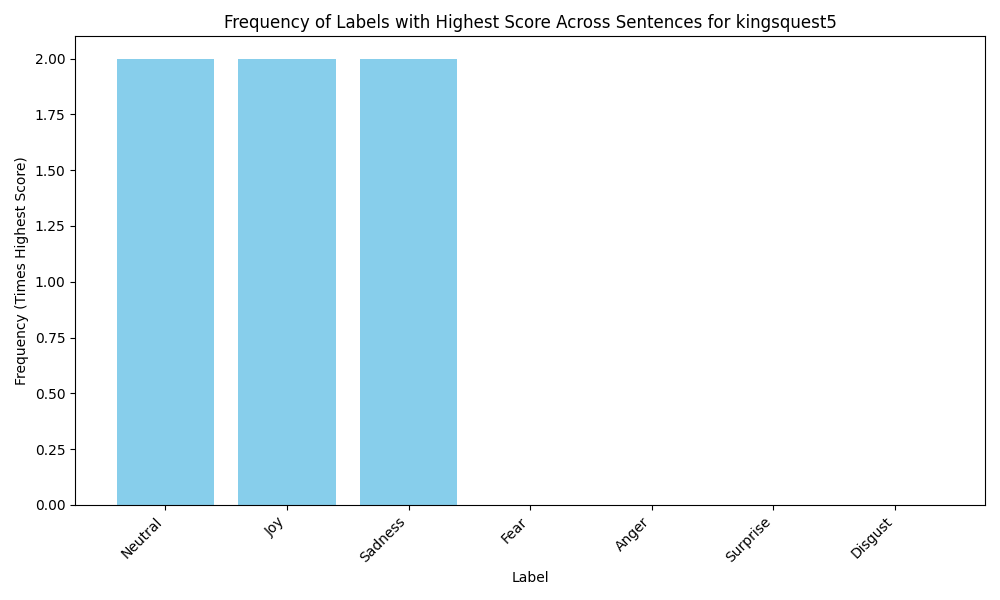 Frequency of Labels with Highest Score Across Sentences for kingsquest5
Frequency (Times Highest Score)
2.00
1.75
1.50
1.25
1.00
0.75
0.50
0.25
0.00
Neutral
Joy
Sadness
Fear
Anger
Surprise
Disgust
Label